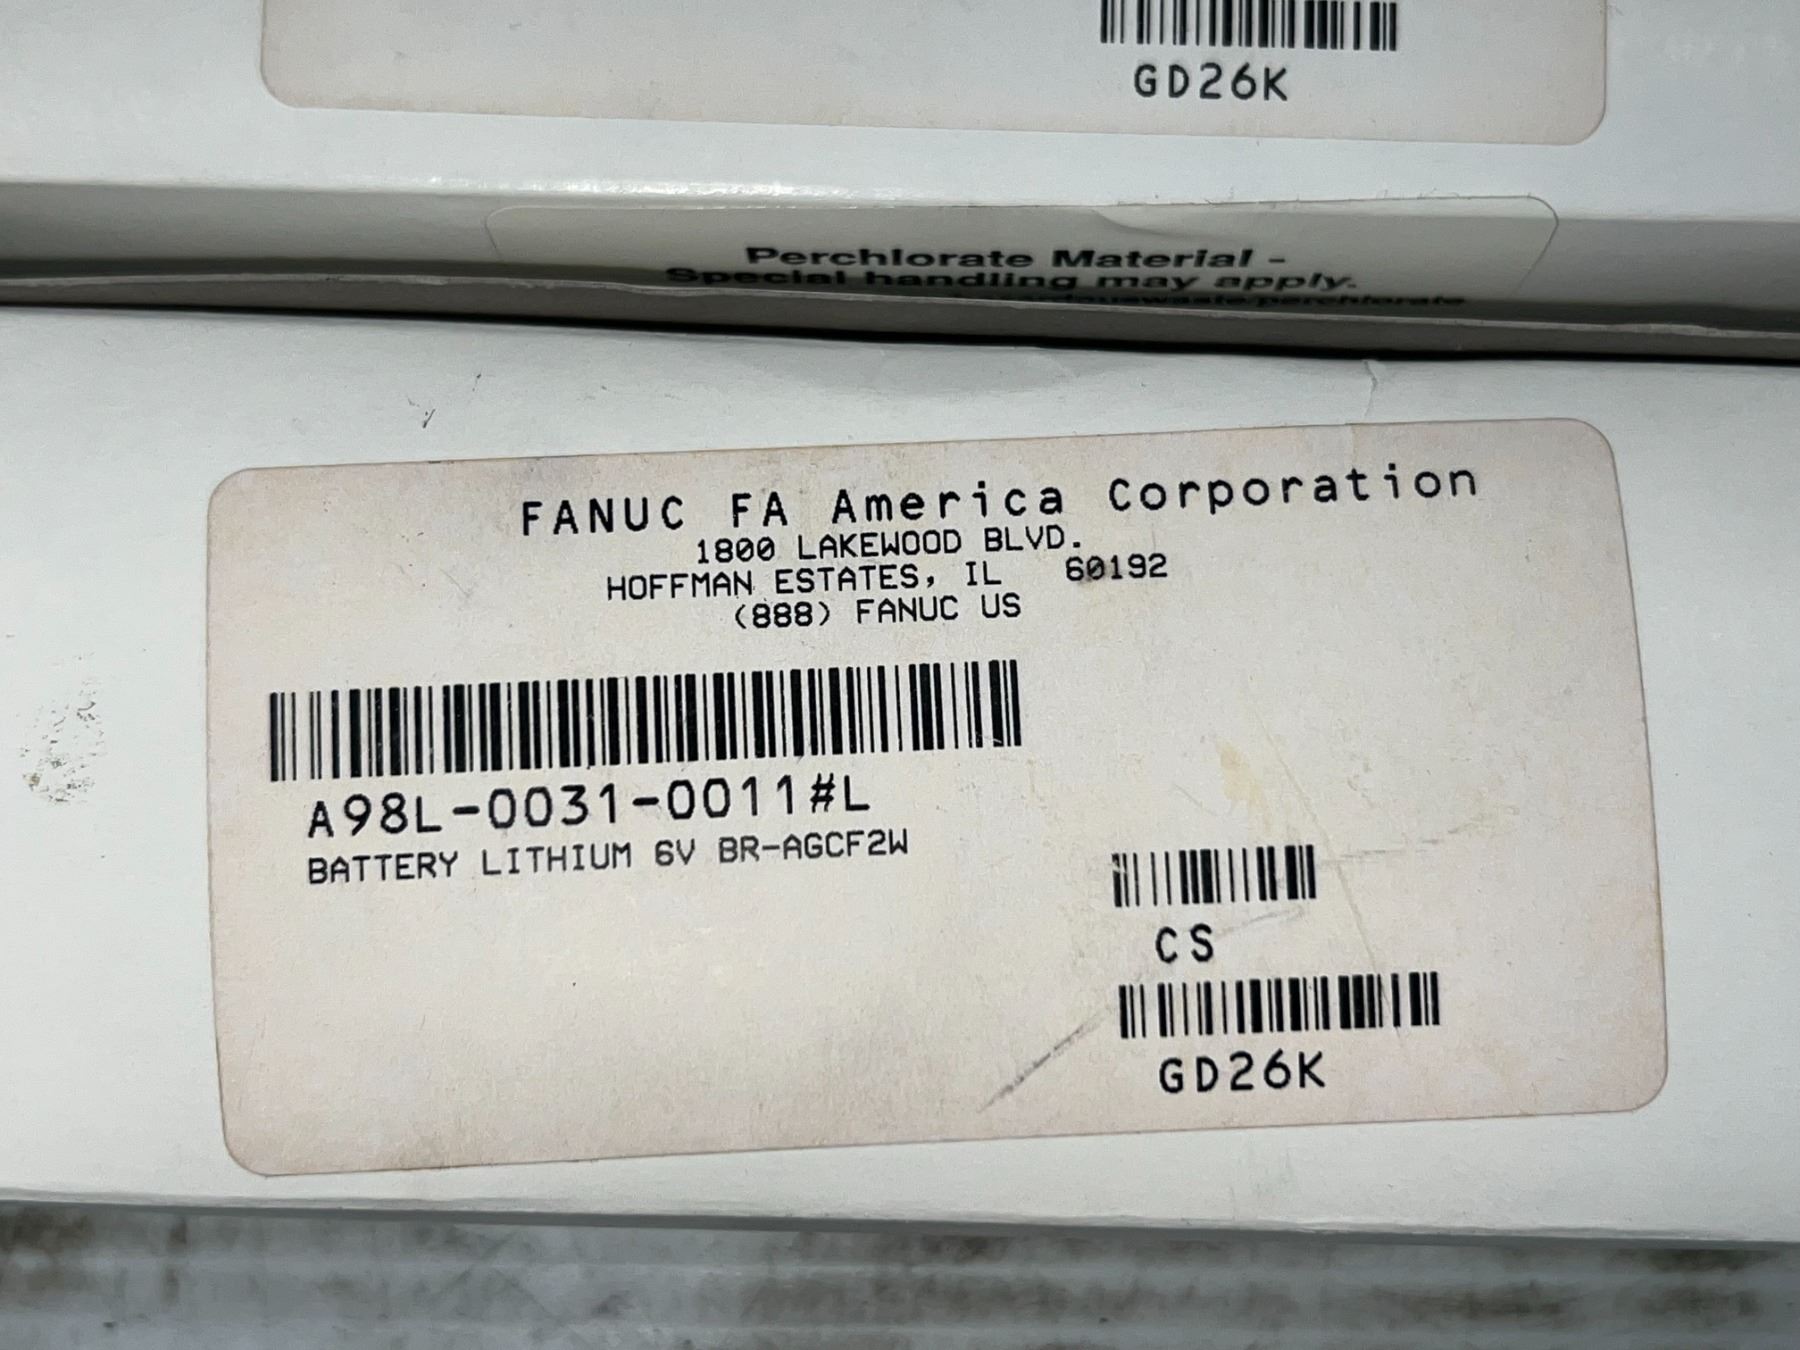 GD26K
Perchlorate Material -
Special handling may apply.
FANUC FA America Corporation
1800 LAKEWOOD BLVD.
HOFFMAN ESTATES, IL 60192
(888) FANUC US
A98L-0031-0011#L
BATTERY LITHIUM 6V BR-AGCF2W
CS
GD26K